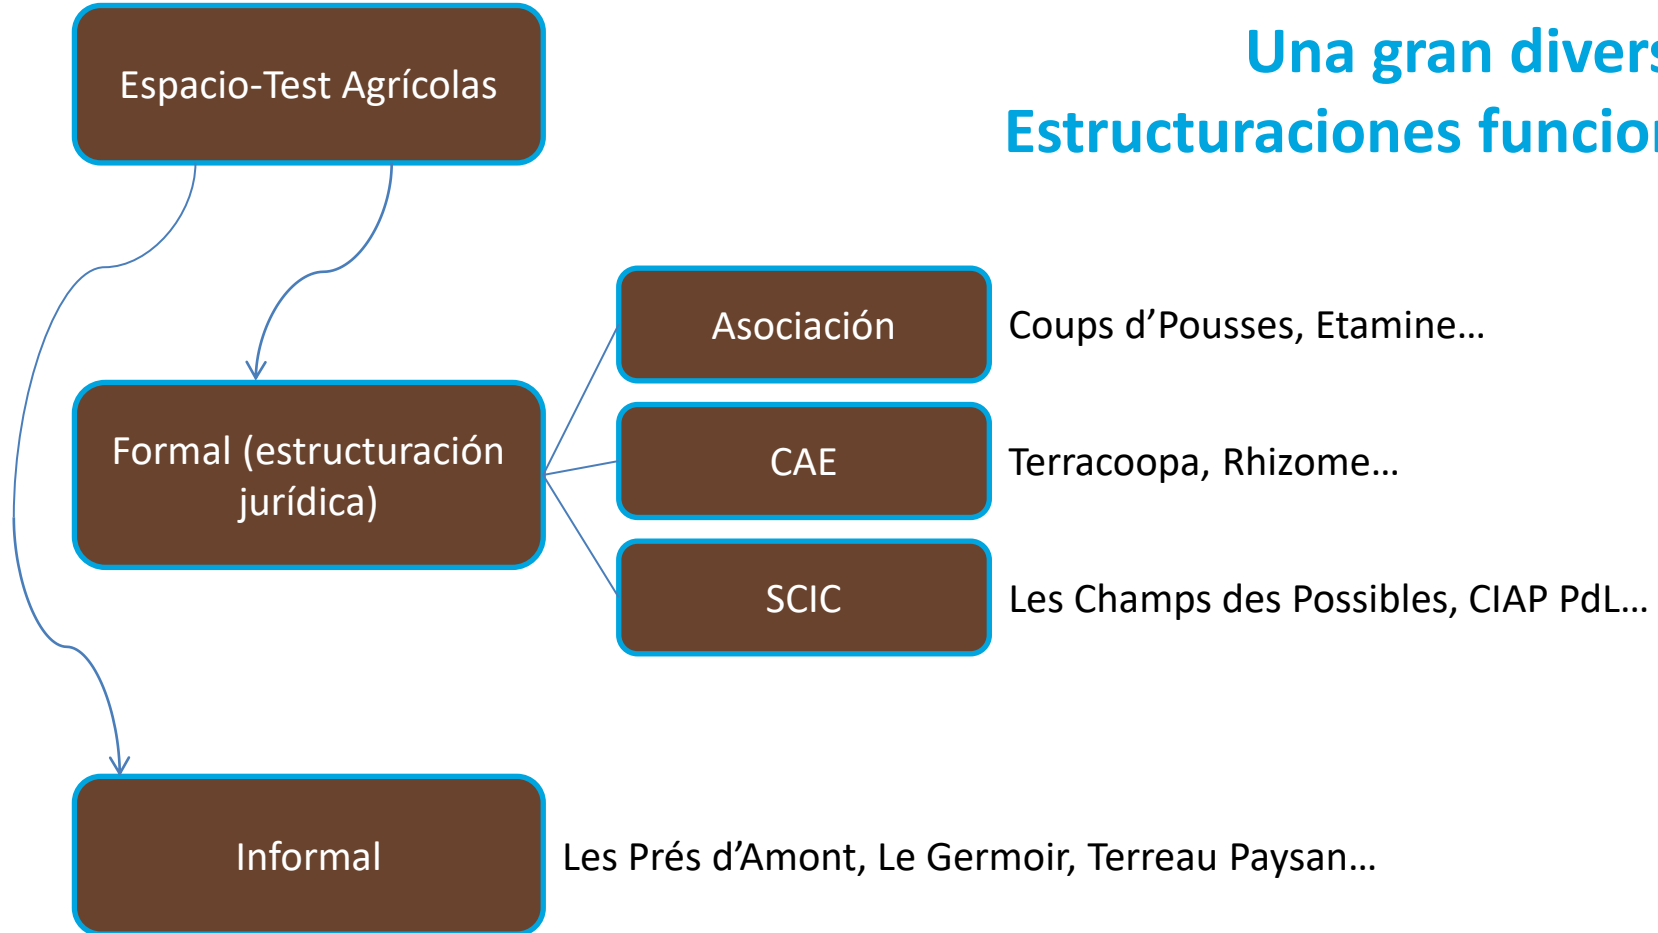 Una gran divers
Estructuraciones funcio
Espacio-Test Agrícolas
Formal (estructuración
jurídica)
Asociación
Coups d’Pousses, Etamine…
CAE
Terracoopa, Rhizome…
SCIC
Les Champs des Possibles, CIAP PdL…
Informal
Les Prés d’Amont, Le Germoir, Terreau Paysan…